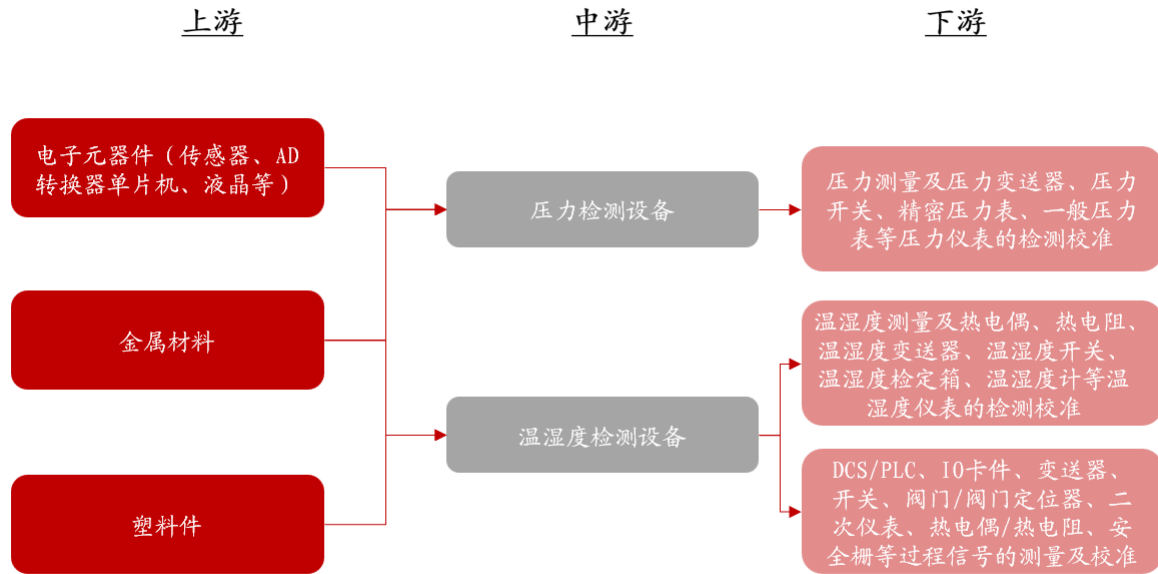 上游
中游
下游
电子元器件（传感器、AD
转换器单片机、液晶等）
金属材料
塑料件
压力检测设备
温湿度检测设备
压力测量及压力变送器、压力
开关、精密压力表、一般压力
表等压力仪表的检测校准
温湿度测量及热电偶、热电阻、
温湿度变送器、温湿度开关、
温湿度检定箱、温湿度计等温
湿度仪表的检测校准
DCS/PLC、IO卡件、变送器、
开关、阀门/阀门定位器、二
次仪表、热电偶/热电阻、安
全栅等过程信号的测量及校准